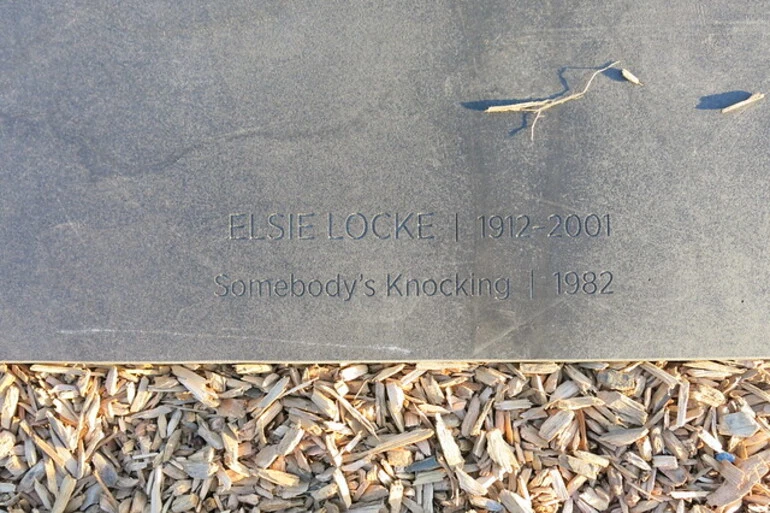 ELSIE LOCKE | 1912-2001
Somebody's Knocking | 1982